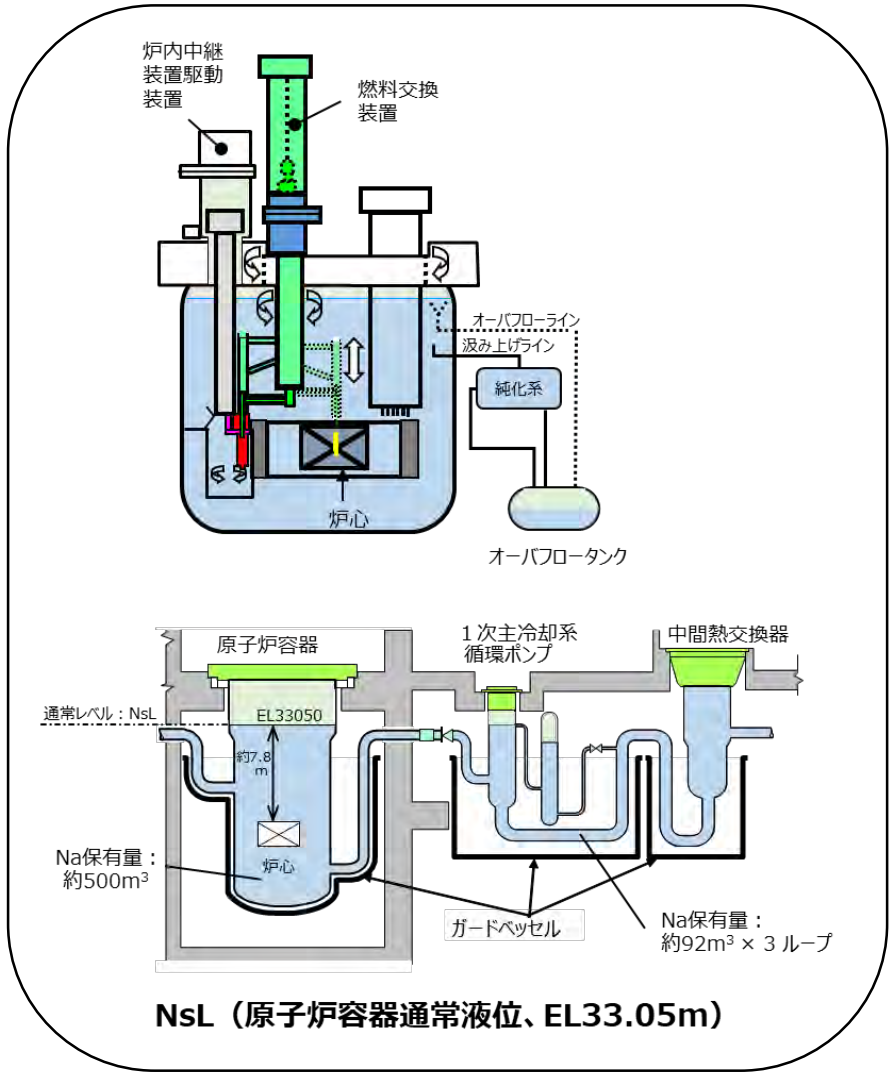 炉内中継
装置駆動
装置
燃料交換
装置
オーバフローライン
汲み上げライン
純化系
炉心
オーバフロータンク
原子炉容器
1次主冷却系
循環ポンプ
中間熱交換器
通常レベル：NsL
EL33050
約7.8
m
炉心
Na保有量：
約500m³
ガードベッセル
Na保有量：
約92m³ × 3 ループ
NsL（原子炉容器通常液位、EL33.05m）